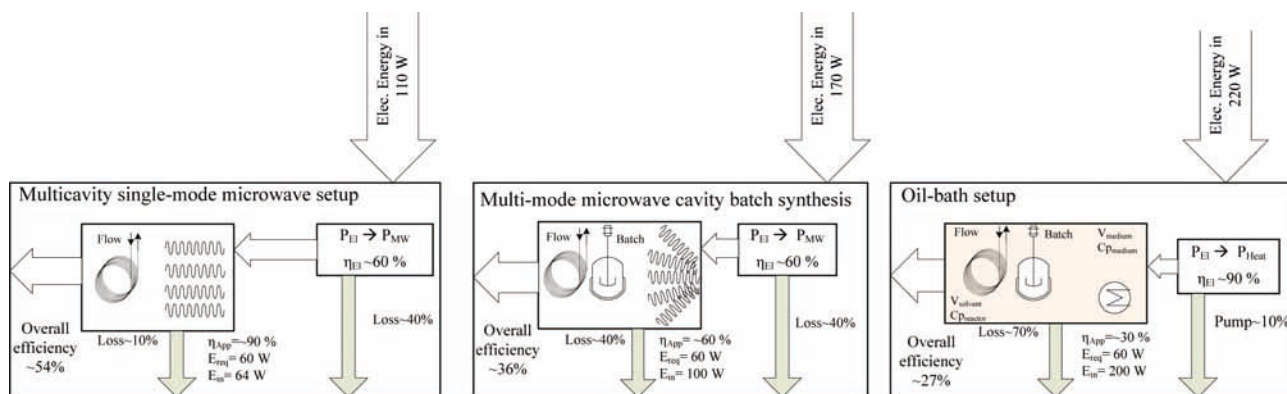 Elec. Energy in
110 W
Multicavity single-mode microwave setup
Flow
P_El → P_MW
η_El ~60 %
Loss~40%
Overall
efficiency
~54%
Loss~10%
η_App=~90 %
E_req= 60 W
E_in= 64 W
Elec. Energy in
170 W
Multi-mode microwave cavity batch synthesis
Flow
Batch
P_El → P_MW
η_El ~60 %
Loss~40%
Overall
efficiency
~36%
Loss~40%
η_App= ~60 %
E_req= 60 W
E_in= 100 W
Elec. Energy in
220 W
Oil-bath setup
Flow
Batch
V_medium
Cp_medium
P_El → P_Heat
η_El ~90 %
V_solvent
Cp_reactor
Pump~10%
Overall
efficiency
~27%
Loss~70%
η_App= ~30 %
E_req= 60 W
E_in= 200 W